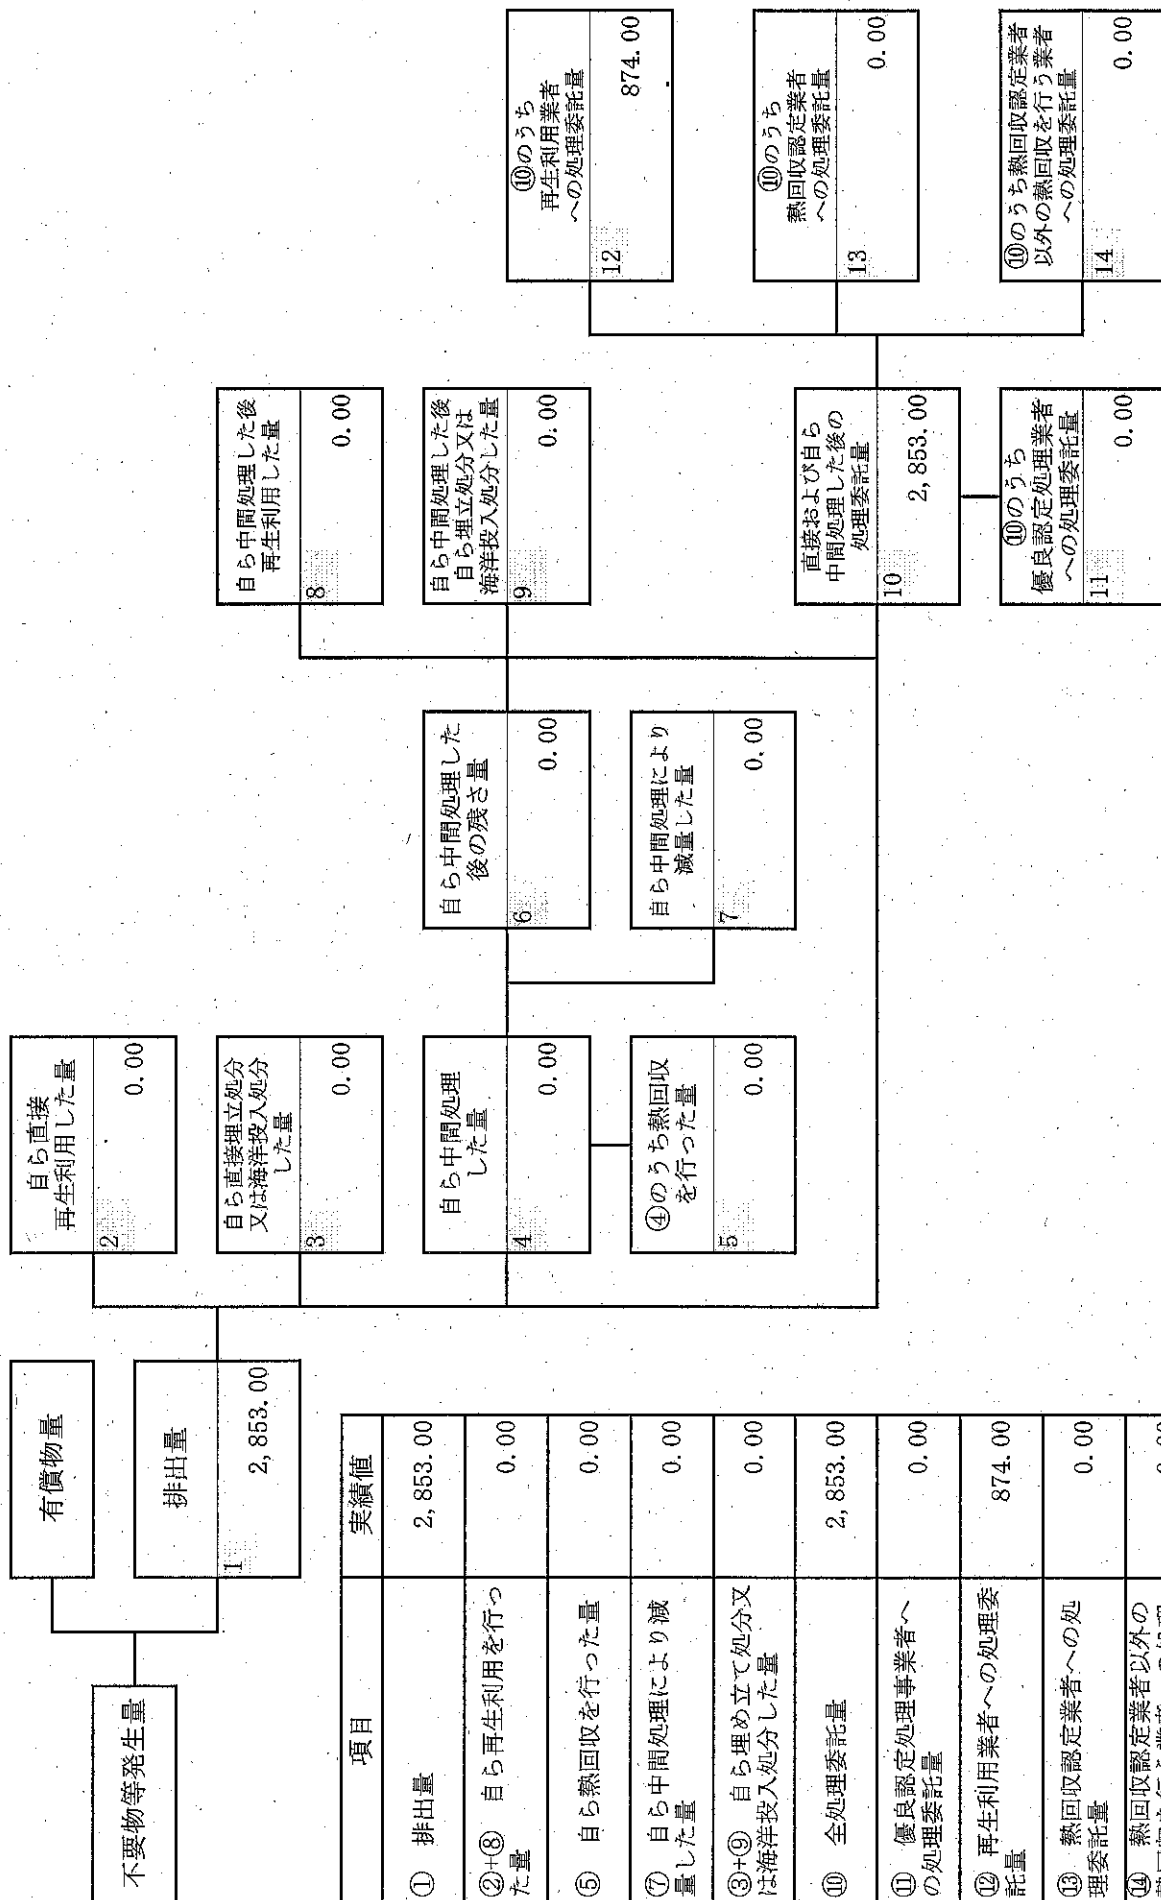 不要物等発生量
有償物量
排出量
1
2,853.00
自ら直接
再生利用した量
2
0.00
自ら直接埋立処分
又は海洋投入処分
した量
3
0.00
自ら中間処理
した量
4
0.00
④のうち熱回収
を行った量
5
0.00
自ら中間処理した
後の残さ量
6
0.00
自ら中間処理により
減量した量
7
0.00
自ら中間処理した後
再生利用した量
8
0.00
自ら中間処理した後
自ら埋立処分又は
海洋投入処分した量
9
0.00
直接および自ら
中間処理した後の
処理委託量
10
2,853.00
⑩のうち
優良認定処理業者
への処理委託量
11
0.00
⑩のうち
再生利用業者
への処理委託量
12
874.00
⑩のうち
熱回収認定業者
への処理委託量
13
0.00
⑩のうち熱回収認定業者
以外の熱回収を行う業者
への処理委託量
14
0.00
項目 実績値
① 排出量 2,853.00
②+⑧ 自ら再生利用を行っ
た量 0.00
⑤ 自ら熱回収を行った量 0.00
⑦ 自ら中間処理により減
量した量 0.00
③+⑨ 自ら埋め立て処分又
は海洋投入処分した量 0.00
⑩ 全処理委託量 2,853.00
⑪ 優良認定処理事業者へ
の処理委託量 0.00
⑫ 再生利用業者への処理委
託量 874.00
⑬ 熱回収認定業者への処
理委託量 0.00
⑭ 熱回収認定業者以外の